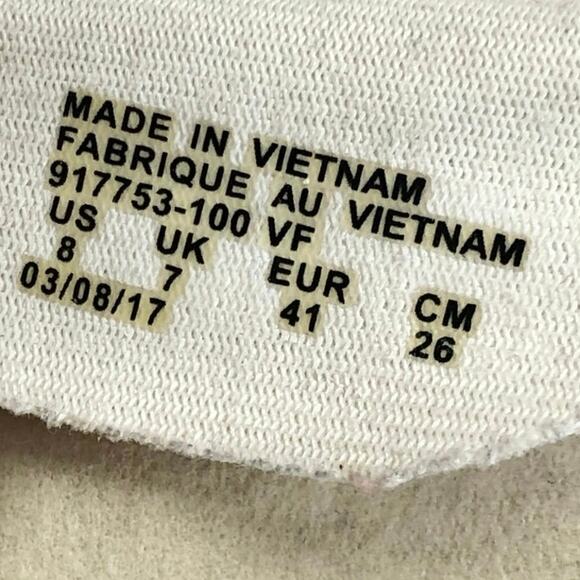 MADE IN VIETNAM
FABRIQUE AU VIETNAM
917753-100 VF
US UK EUR CM
8 7 41 26
03/08/17